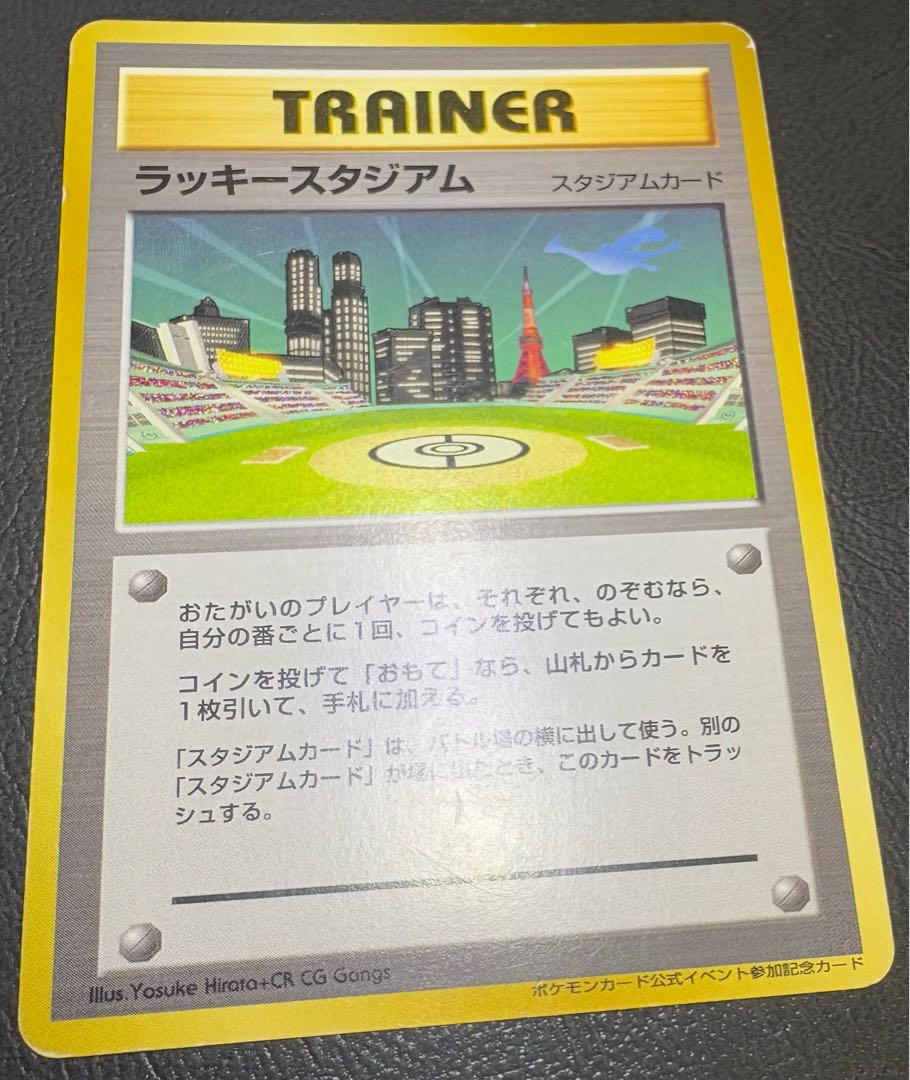 TRAINER
ラッキースタジアム
スタジアムカード
おたがいのプレイヤーは、それぞれ、のぞむなら、
自分の番ごとに1回、コインを投げてもよい。
コインを投げて「おもて」なら、山札からカードを
1枚引いて、手札に加える。
「スタジアムカード」は、バトル場の横に出して使う。別の
「スタジアムカード」が場に出たとき、このカードをトラッ
シュする。
Illus.Yosuke Hirata+CR CG Gangs
ポケモンカード公式イベント参加記念カード